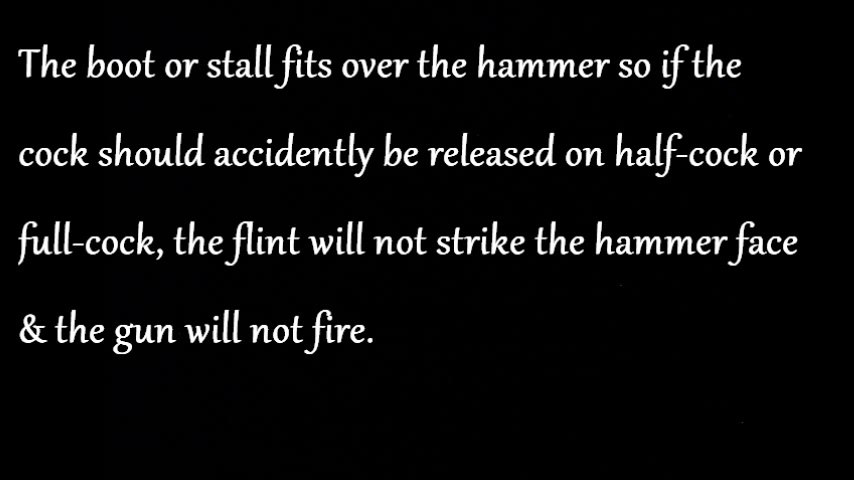 The boot or stall fits over the hammer so if the
cock should accidently be released on half-cock or
full-cock, the flint will not strike the hammer face
& the gun will not fire.